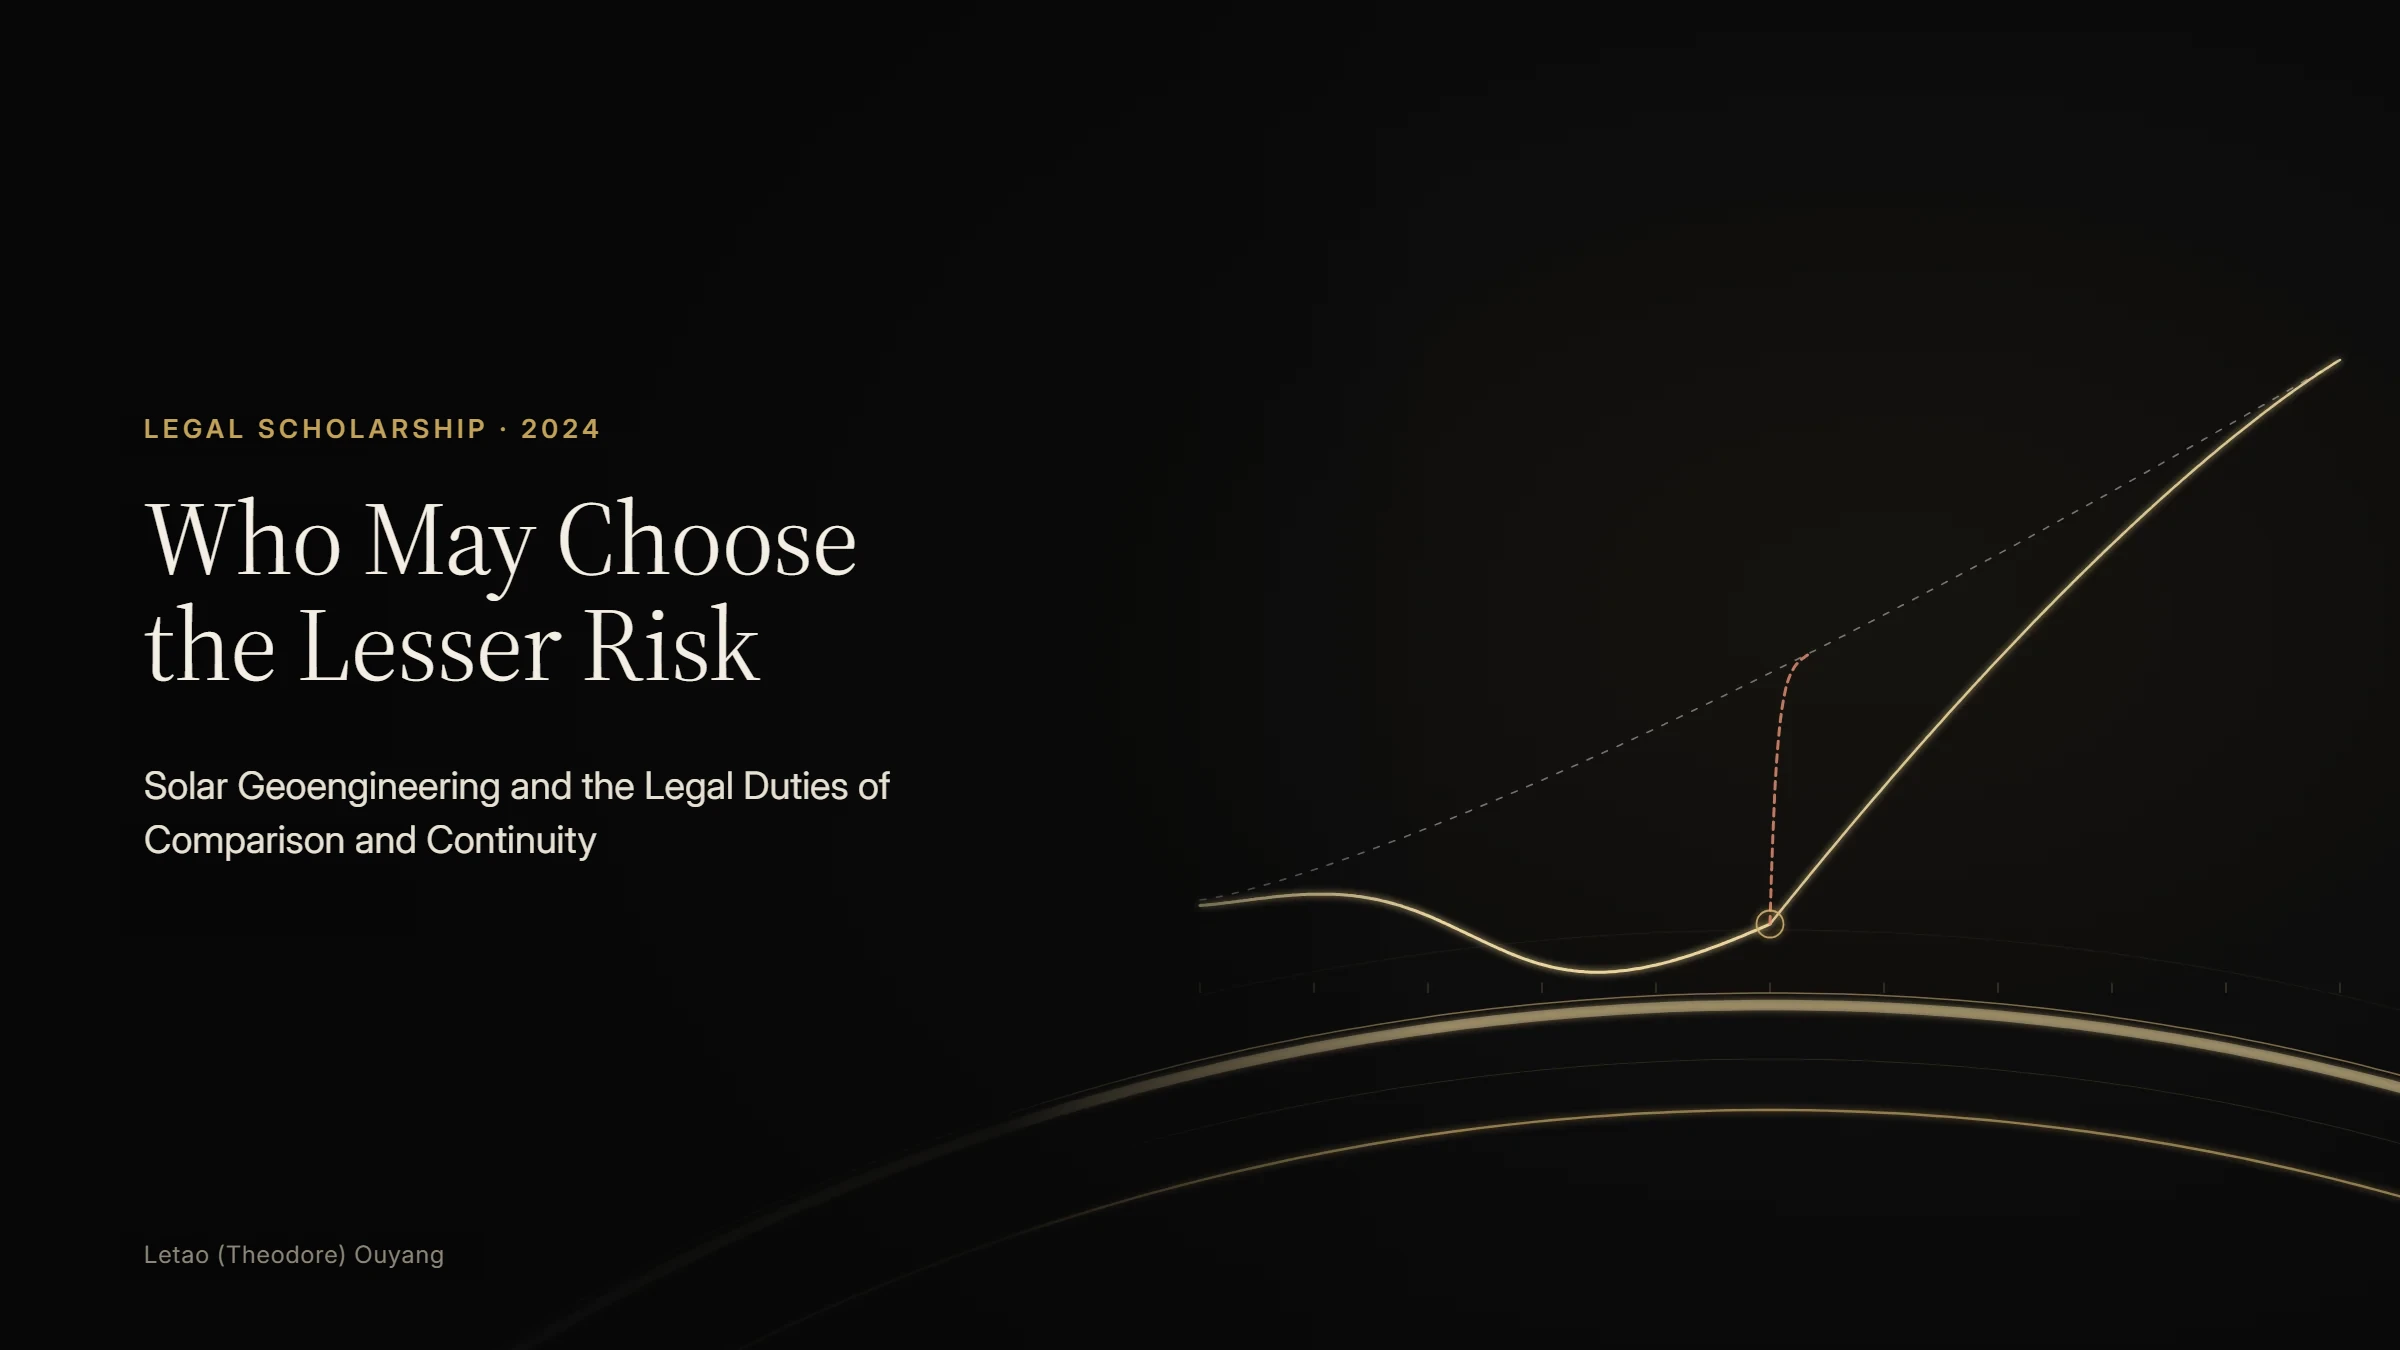 LEGAL SCHOLARSHIP · 2024
Who May Choose
the Lesser Risk
Solar Geoengineering and the Legal Duties of
Comparison and Continuity
Letao (Theodore) Ouyang